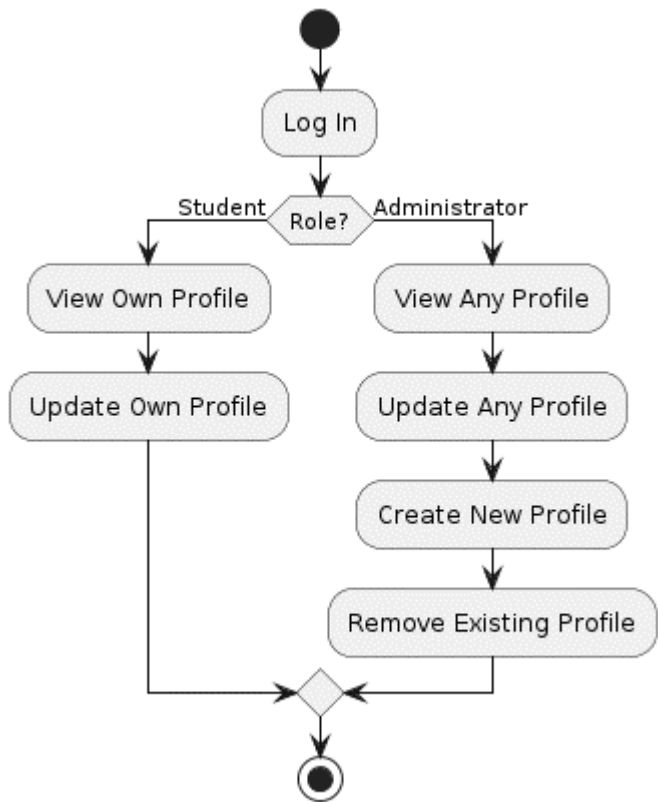 Log In
Student
Role?
Administrator
View Own Profile
View Any Profile
Update Own Profile
Update Any Profile
Create New Profile
Remove Existing Profile